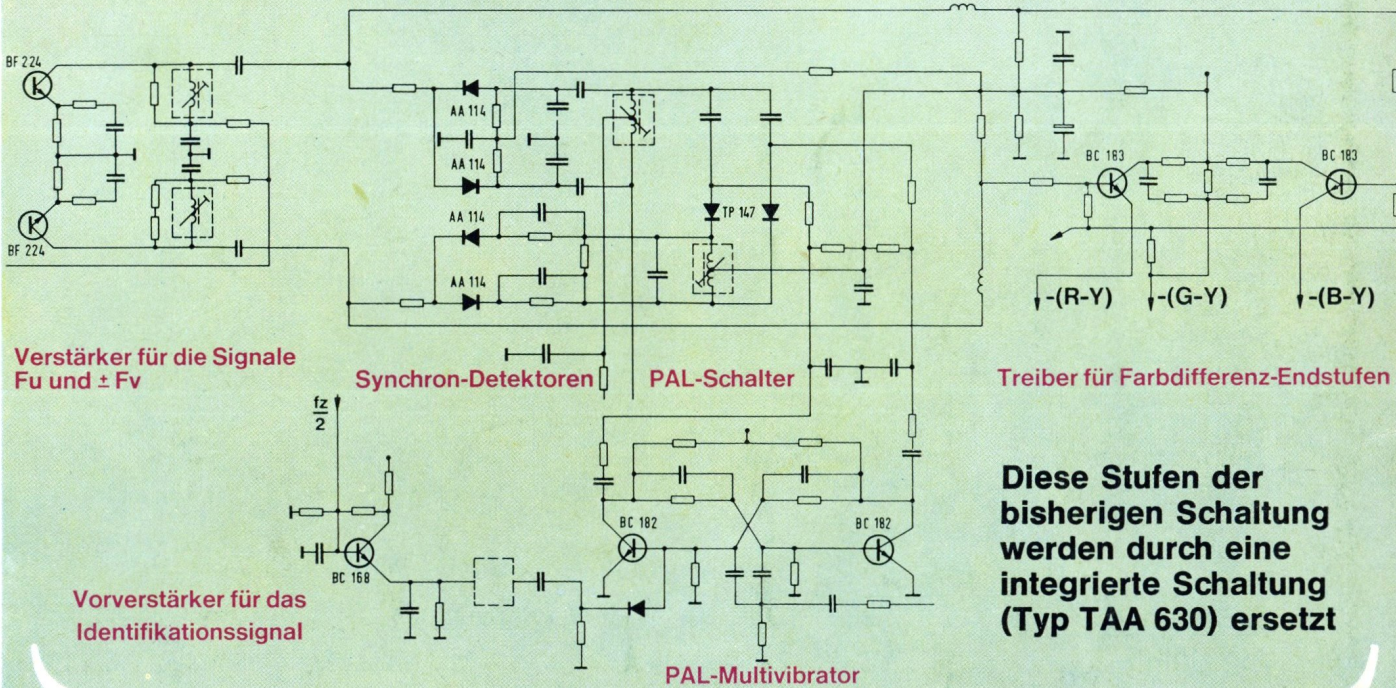 BF 224
BF 224
AA 114
AA 114
AA 114
AA 114
TP 147
BC 183
BC 183
-(R-Y)
-(G-Y)
-(B-Y)
Verstärker für die Signale
Fu und ± Fv
Synchron-Detektoren
PAL-Schalter
Treiber für Farbdifferenz-Endstufen
fz
2
BC 168
BC 182
BC 182
Vorverstärker für das
Identifikationssignal
PAL-Multivibrator
Diese Stufen der
bisherigen Schaltung
werden durch eine
integrierte Schaltung
(Typ TAA 630) ersetzt